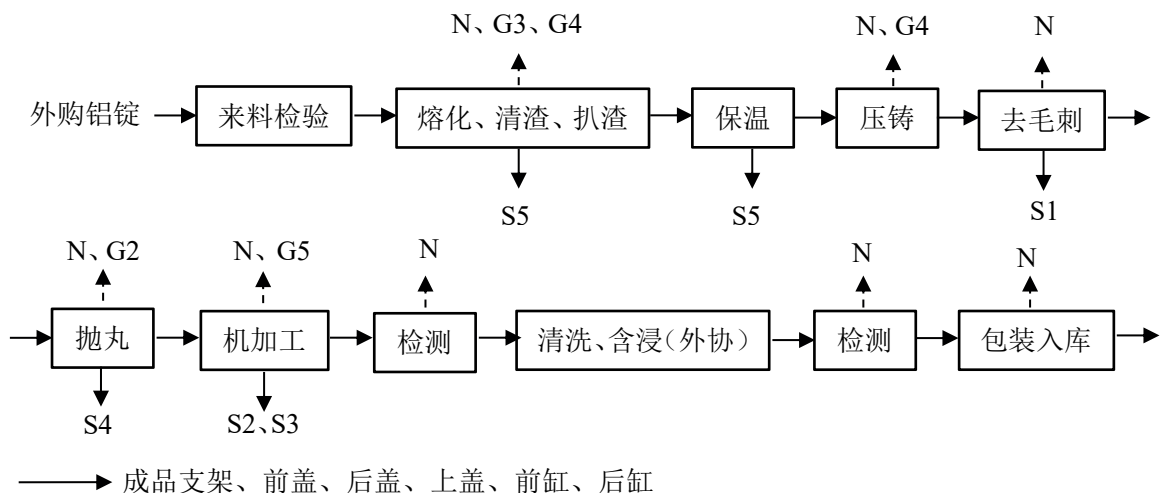 N、G3、G4
N、G4
N
外购铝锭
来料检验
熔化、清渣、扒渣
保温
压铸
去毛刺
S5
S5
S1
N、G2
N、G5
N
N
N
抛丸
机加工
检测
清洗、含浸（外协）
检测
包装入库
S4
S2、S3
成品支架、前盖、后盖、上盖、前缸、后缸